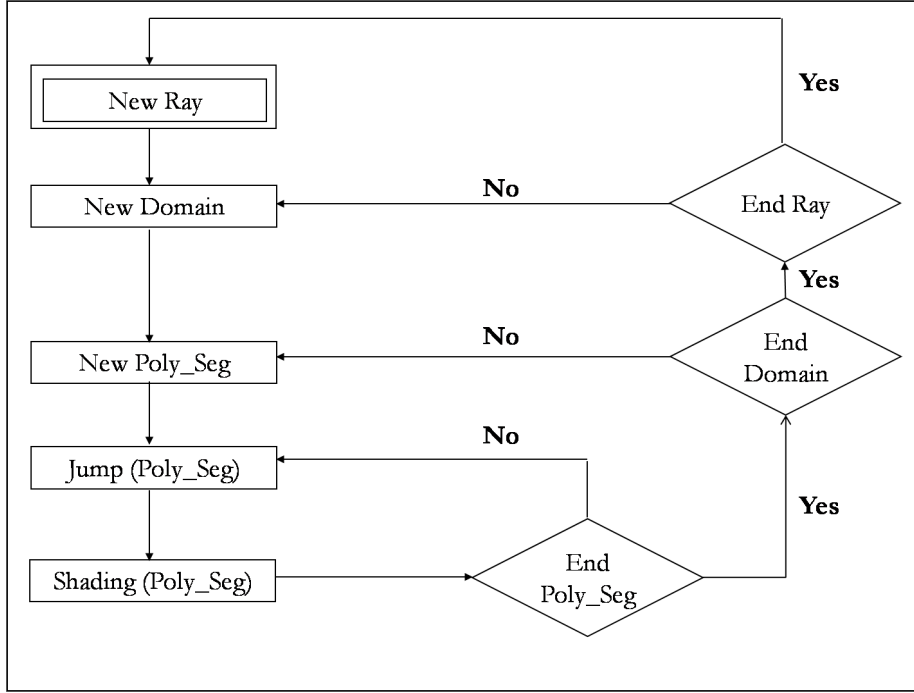 New Ray
Yes
New Domain
No
End Ray
Yes
New Poly_Seg
No
End
Domain
No
Jump (Poly_Seg)
Yes
Shading (Poly_Seg)
End
Poly_Seg